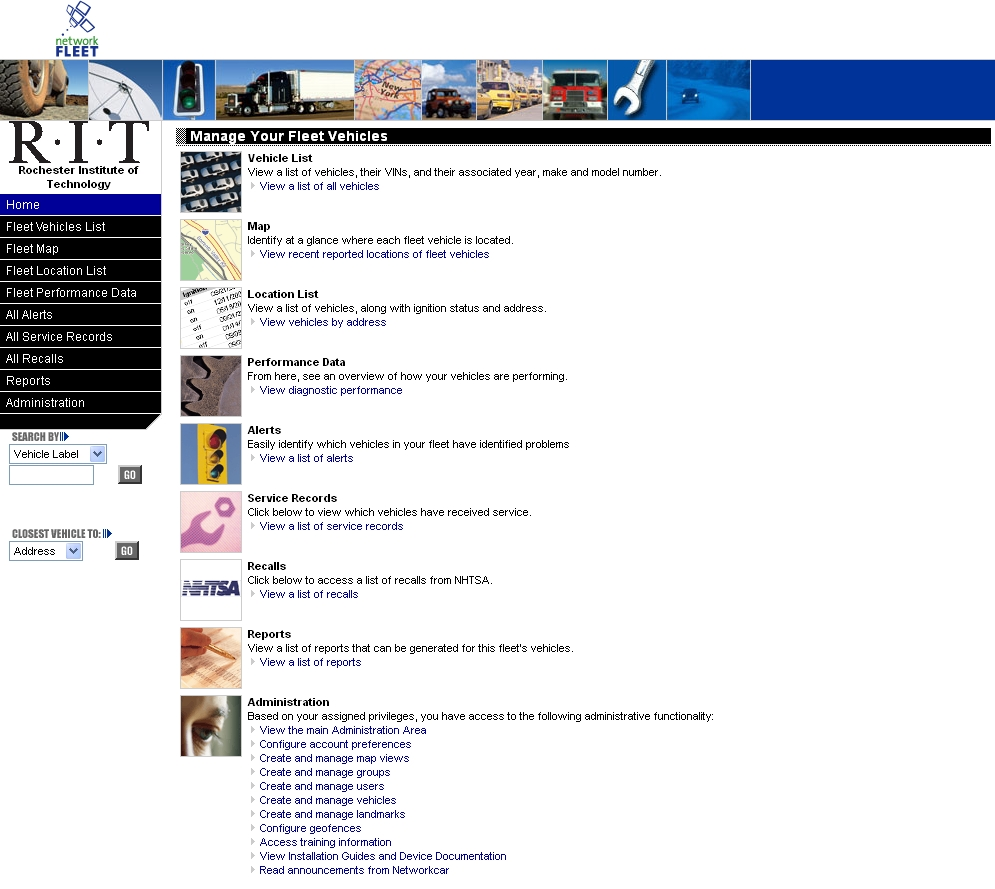 network
FLEET
New
York
R·I·T
Rochester Institute of
Technology
Home
Fleet Vehicles List
Fleet Map
Fleet Location List
Fleet Performance Data
All Alerts
All Service Records
All Recalls
Reports
Administration
SEARCH BY
Vehicle Label
GO
CLOSEST VEHICLE TO:
Address
GO
Manage Your Fleet Vehicles
Vehicle List
View a list of vehicles, their VINs, and their associated year, make and model number.
View a list of all vehicles
Map
Identify at a glance where each fleet vehicle is located.
View recent reported locations of fleet vehicles
Location List
View a list of vehicles, along with ignition status and address.
View vehicles by address
Performance Data
From here, see an overview of how your vehicles are performing.
View diagnostic performance
Alerts
Easily identify which vehicles in your fleet have identified problems
View a list of alerts
Service Records
Click below to view which vehicles have received service.
View a list of service records
NHTSA
Recalls
Click below to access a list of recalls from NHTSA.
View a list of recalls
Reports
View a list of reports that can be generated for this fleet's vehicles.
View a list of reports
Administration
Based on your assigned privileges, you have access to the following administrative functionality:
View the main Administration Area
Configure account preferences
Create and manage map views
Create and manage groups
Create and manage users
Create and manage vehicles
Create and manage landmarks
Configure geofences
Access training information
View Installation Guides and Device Documentation
Read announcements from Networkcar